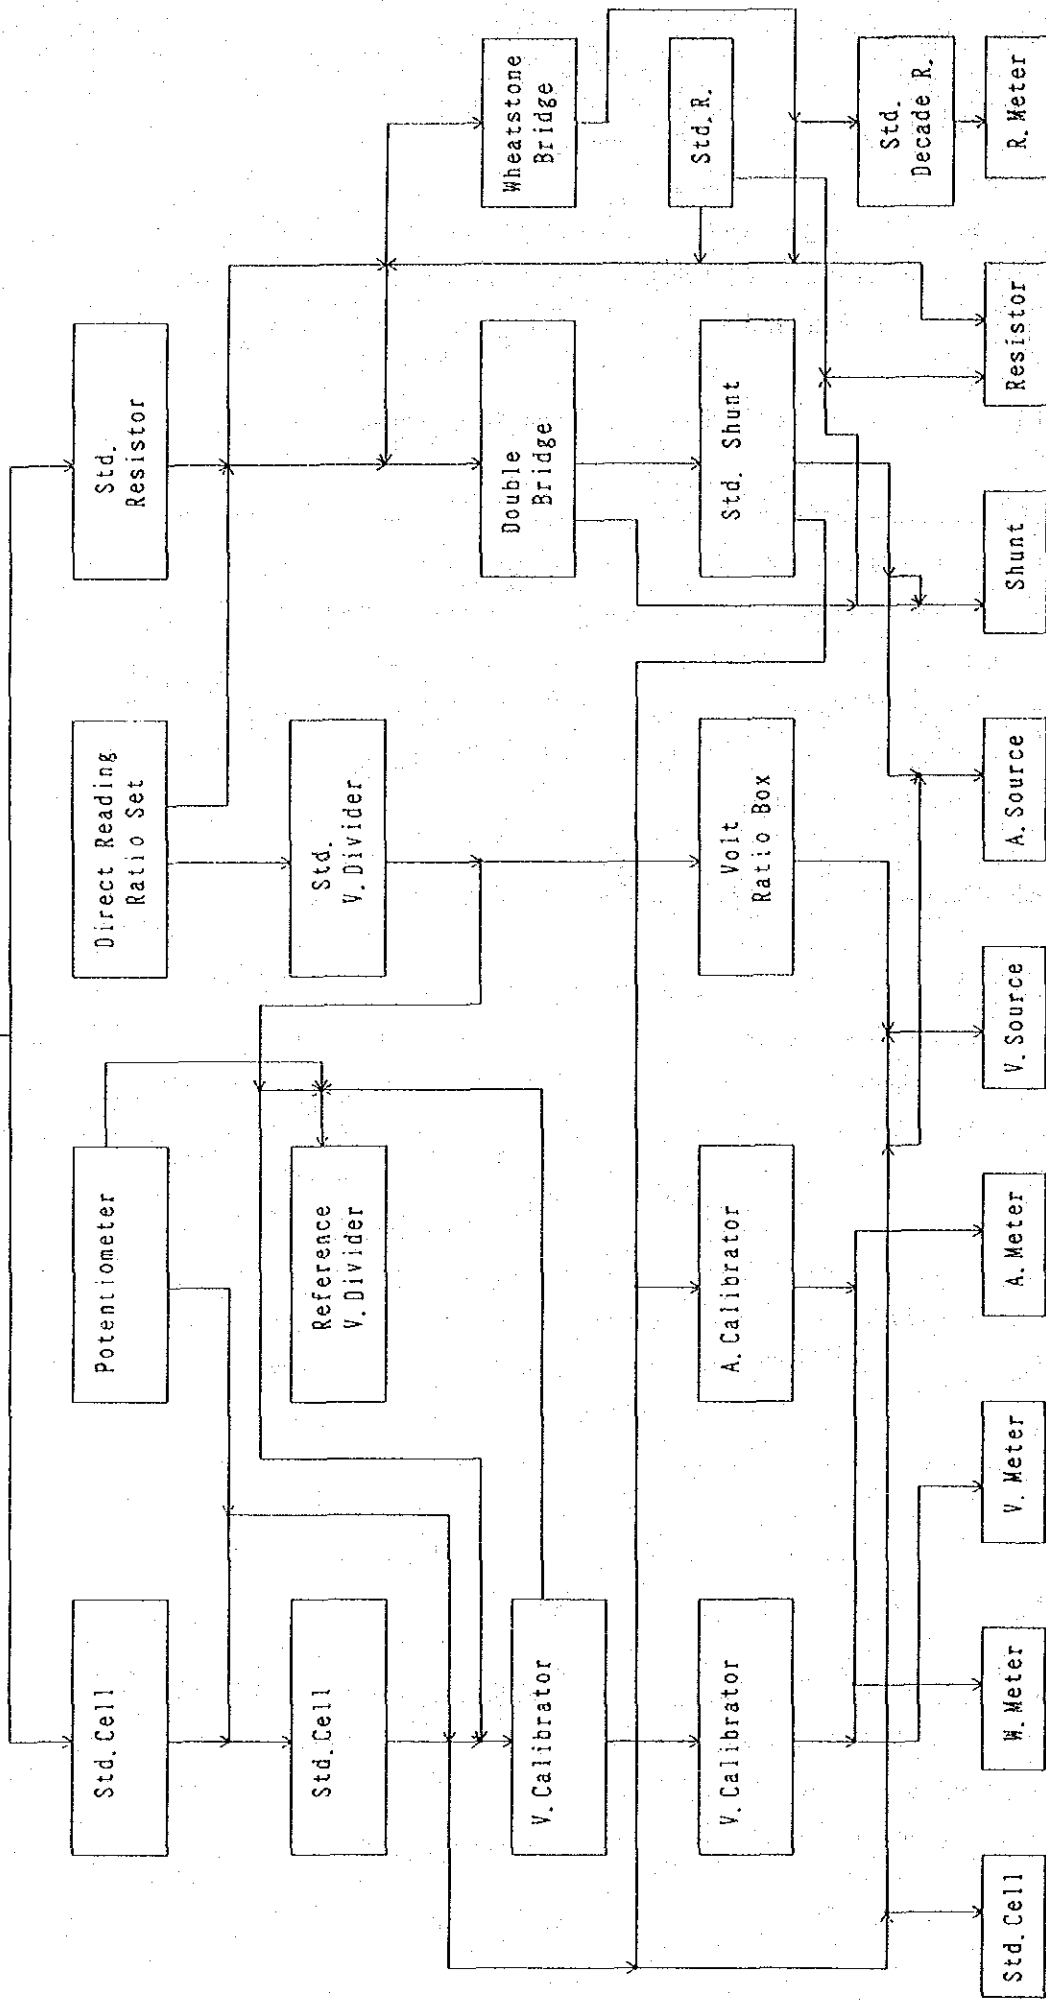 Std.Cell
Potentiometer
Direct Reading
Ratio Set
Std.
Resistor
Std.Cell
Reference
V.Divider
Std.
V.Divider
V.Calibrator
Double
Bridge
Wheatstone
Bridge
V.Calibrator
A.Calibrator
Volt
Ratio Box
Std. Shunt
Std.R.
Std.
Decade R.
Std.Cell
W.Meter
V.Meter
A.Meter
V.Source
A.Source
Shunt
Resistor
R.Meter